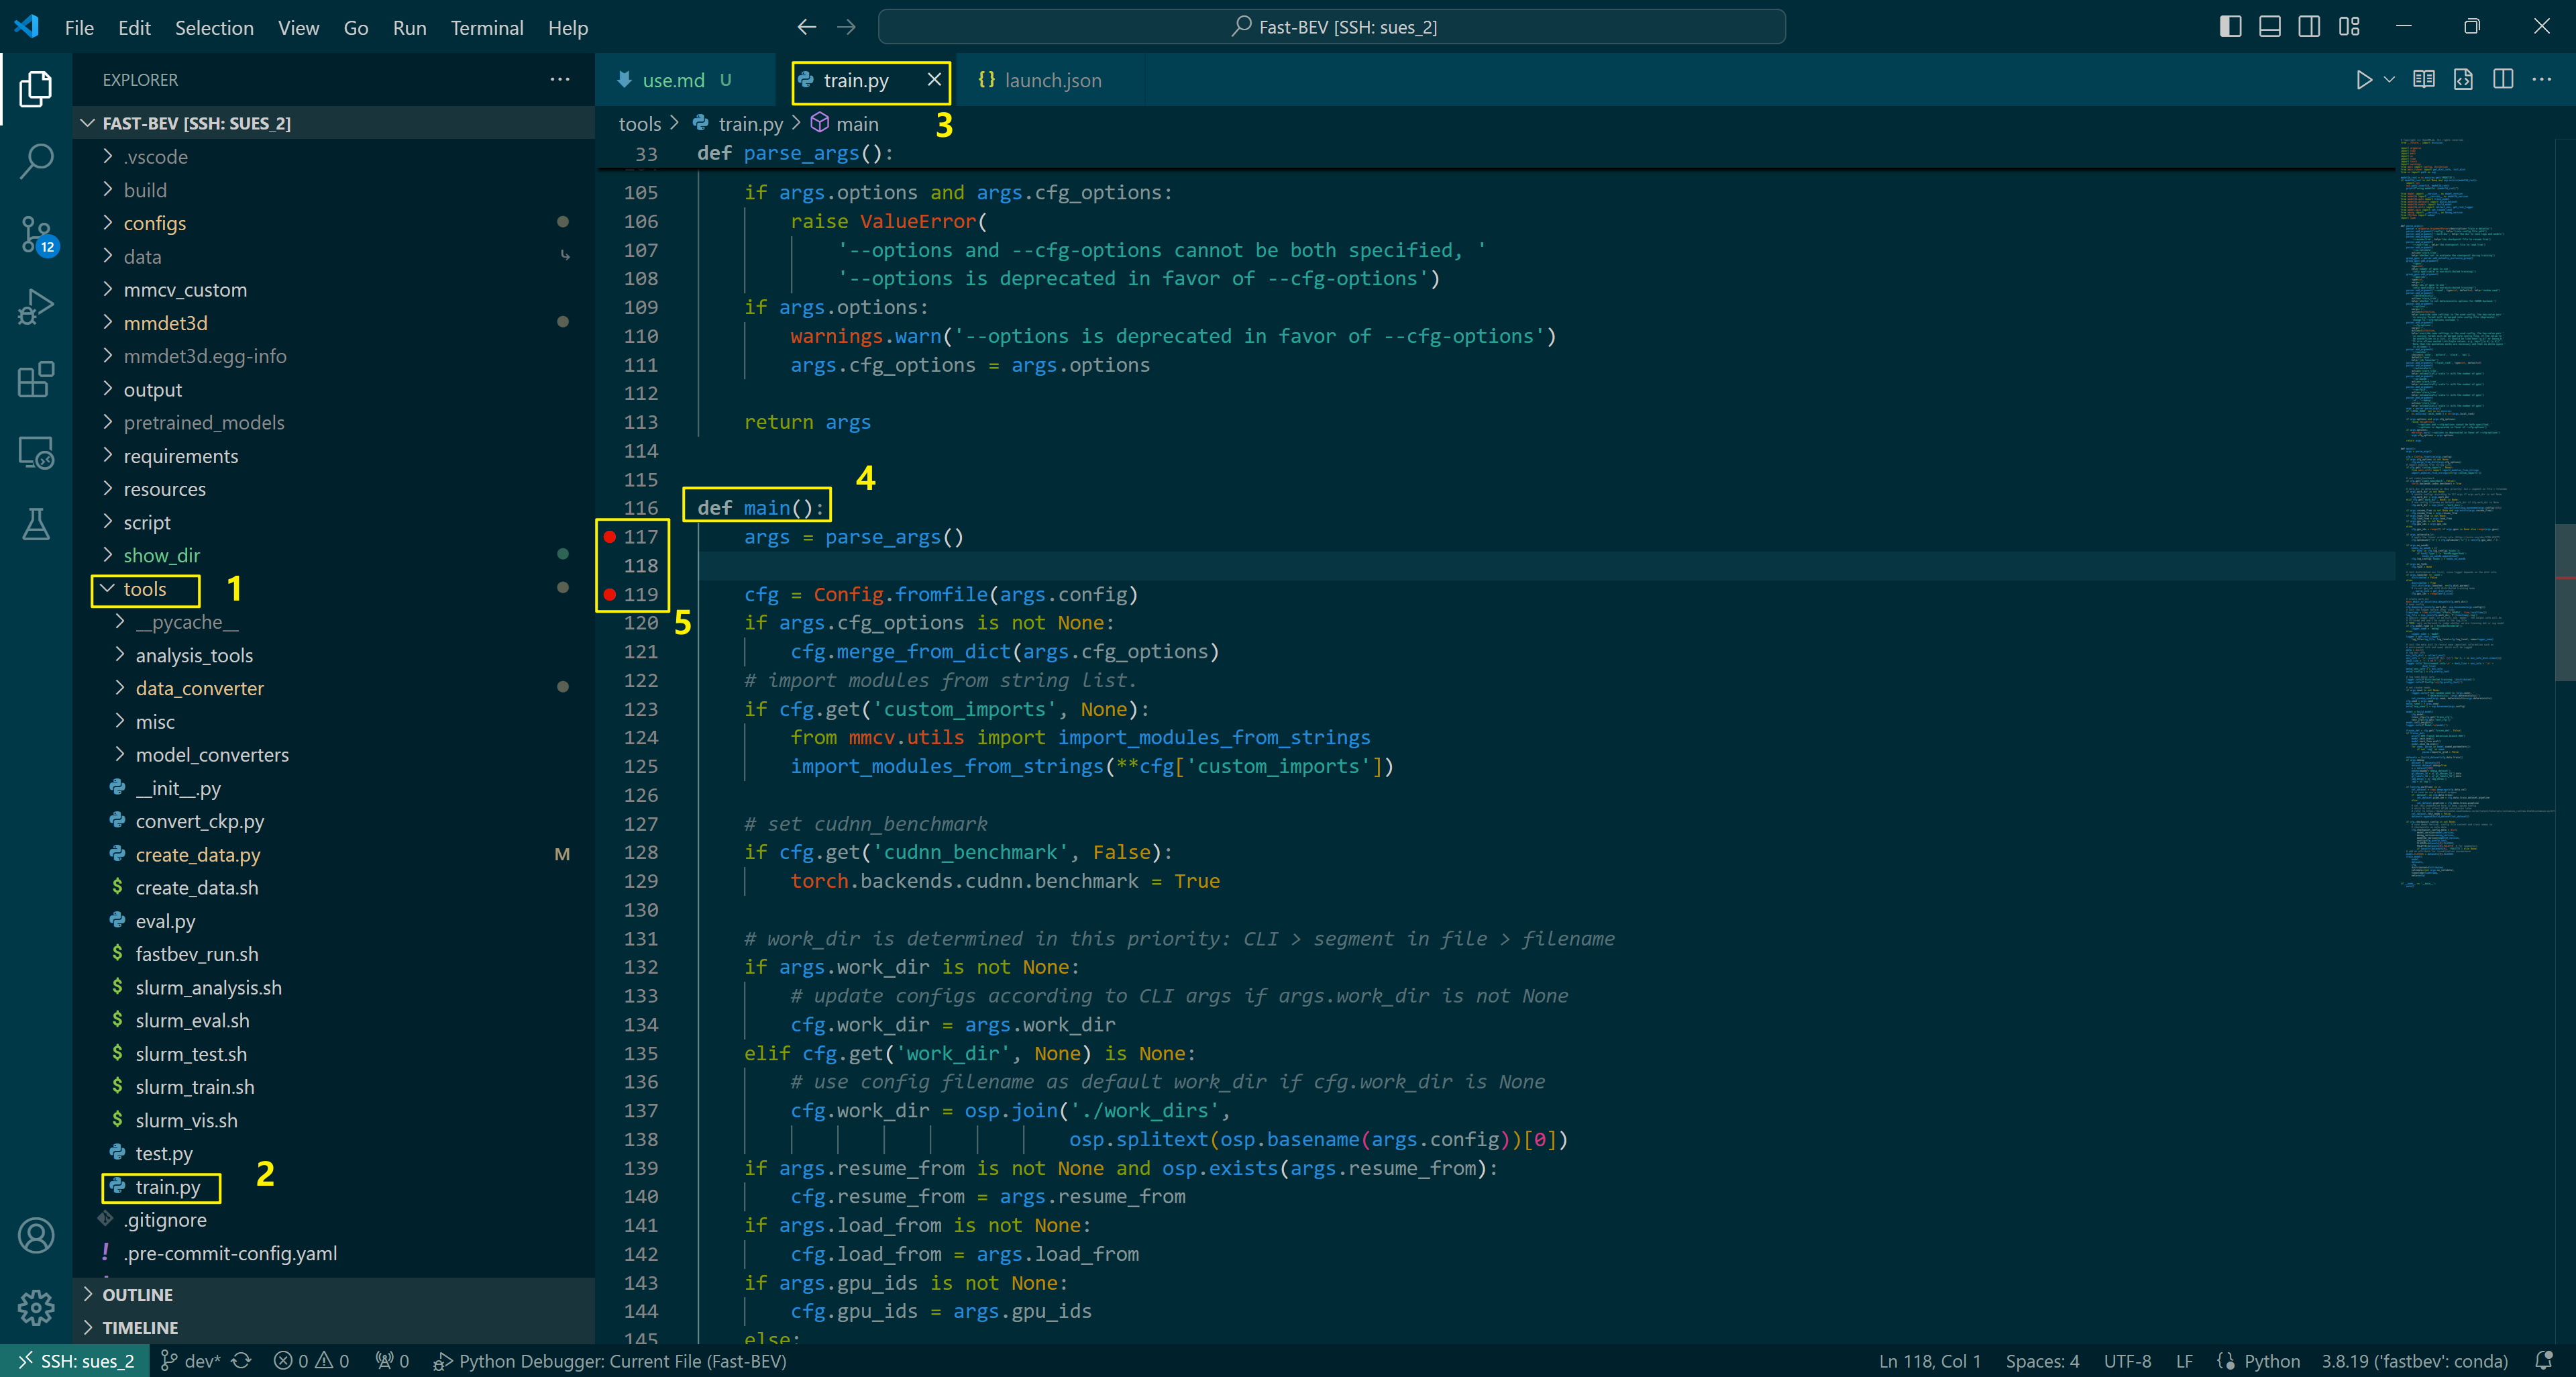 File Edit Selection View Go Run Terminal Help
Fast-BEV [SSH: sues_2]
EXPLORER
FAST-BEV [SSH: SUES_2]
.vscode
build
configs
data
mmcv_custom
mmdet3d
mmdet3d.egg-info
output
pretrained_models
requirements
resources
script
show_dir
tools 1
__pycache__
analysis_tools
data_converter
misc
model_converters
__init__.py
convert_ckp.py
create_data.py M
create_data.sh
eval.py
fastbev_run.sh
slurm_analysis.sh
slurm_eval.sh
slurm_test.sh
slurm_train.sh
slurm_vis.sh
test.py
train.py 2
.gitignore
.pre-commit-config.yaml
OUTLINE
TIMELINE
12
use.md U
train.py
launch.json
tools > train.py > main 3
33 def parse_args():
105 if args.options and args.cfg_options:
106 raise ValueError(
107 '--options and --cfg-options cannot be both specified, '
108 '--options is deprecated in favor of --cfg-options')
109 if args.options:
110 warnings.warn('--options is deprecated in favor of --cfg-options')
111 args.cfg_options = args.options
112
113 return args
114
115
4
116 def main():
117 args = parse_args()
118
119 cfg = Config.fromfile(args.config)
5
120 if args.cfg_options is not None:
121 cfg.merge_from_dict(args.cfg_options)
122 # import modules from string list.
123 if cfg.get('custom_imports', None):
124 from mmcv.utils import import_modules_from_strings
125 import_modules_from_strings(**cfg['custom_imports'])
126
127 # set cudnn_benchmark
128 if cfg.get('cudnn_benchmark', False):
129 torch.backends.cudnn.benchmark = True
130
131 # work_dir is determined in this priority: CLI > segment in file > filename
132 if args.work_dir is not None:
133 # update configs according to CLI args if args.work_dir is not None
134 cfg.work_dir = args.work_dir
135 elif cfg.get('work_dir', None) is None:
136 # use config filename as default work_dir if cfg.work_dir is None
137 cfg.work_dir = osp.join('./work_dirs',
138 osp.splitext(osp.basename(args.config))[0])
139 if args.resume_from is not None and osp.exists(args.resume_from):
140 cfg.resume_from = args.resume_from
141 if args.load_from is not None:
142 cfg.load_from = args.load_from
143 if args.gpu_ids is not None:
144 cfg.gpu_ids = args.gpu_ids
145 else:
SSH: sues_2 dev* 0 0 0 Python Debugger: Current File (Fast-BEV) Ln 118, Col 1 Spaces: 4 UTF-8 LF Python 3.8.19 ('fastbev': conda)